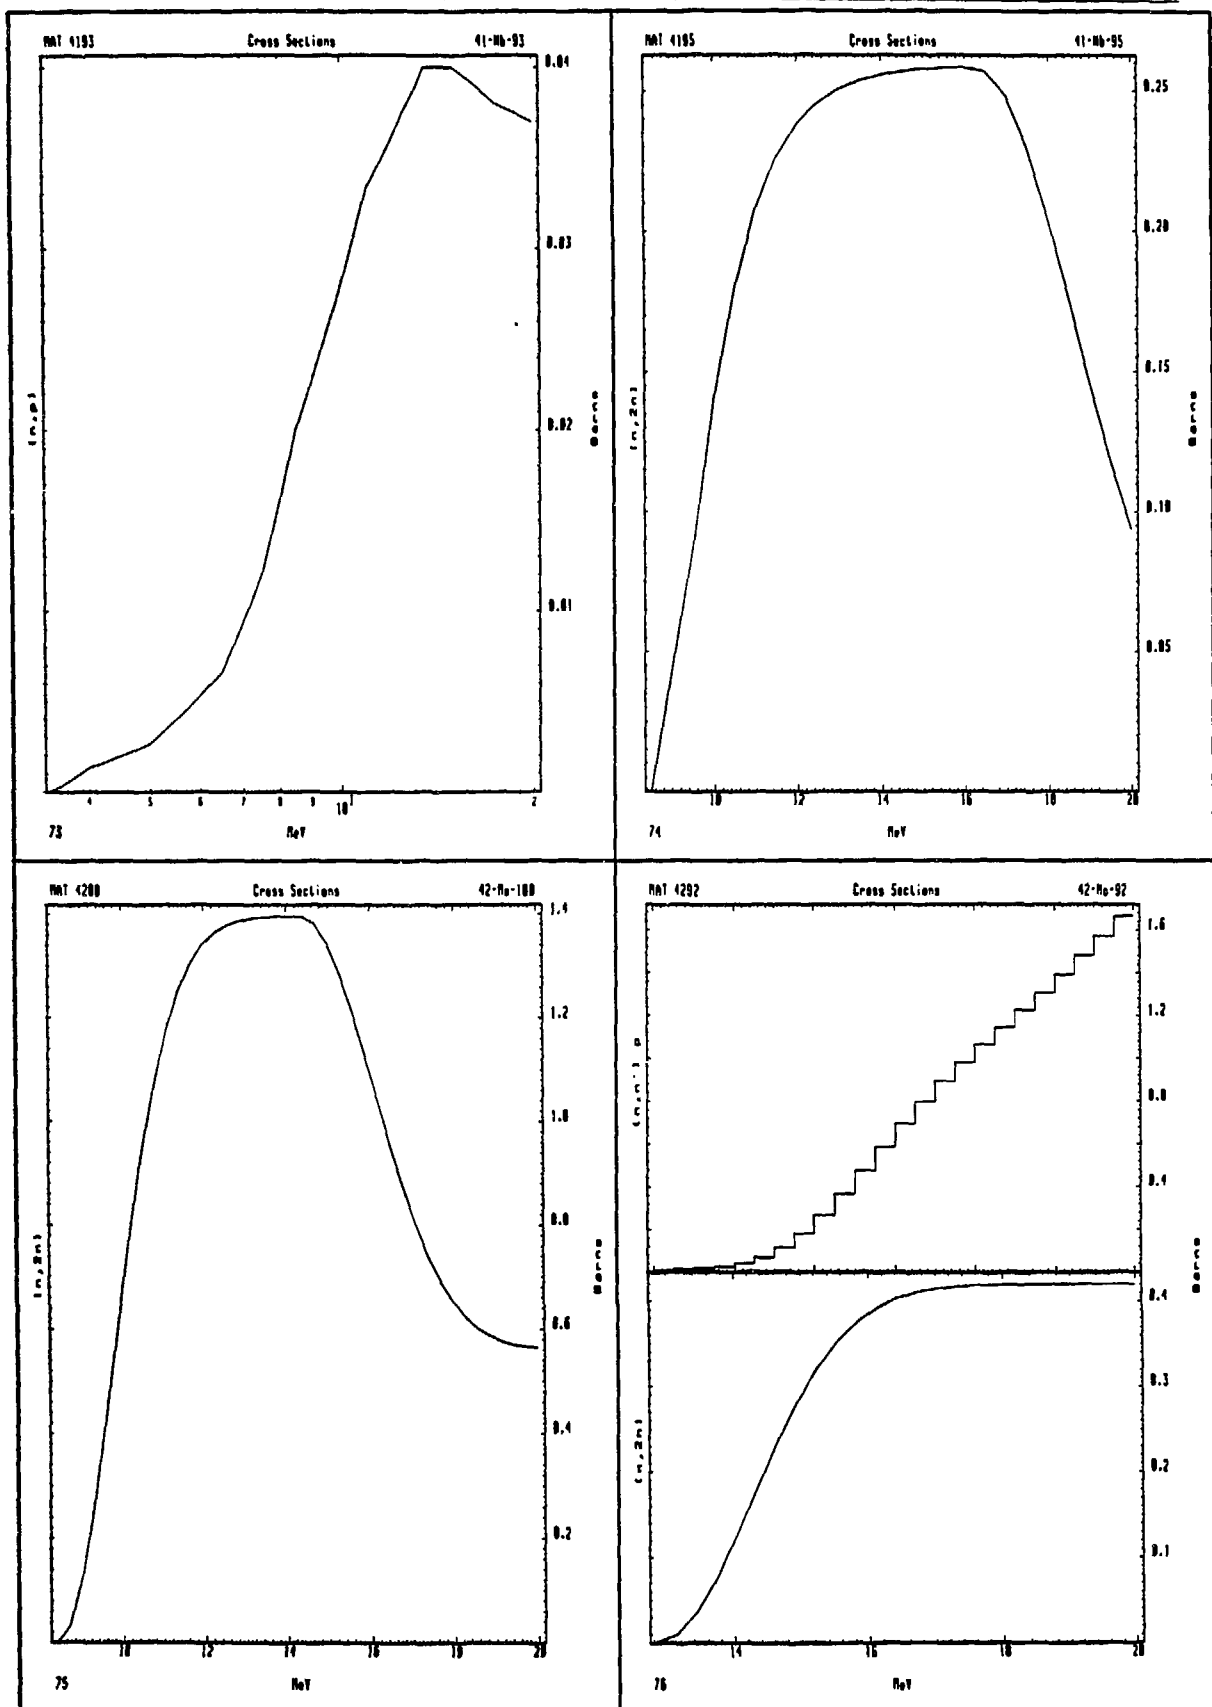 MAT 4193 Cross Sections 41-Nb-93
0.04
0.03
0.02
0.01
(n,p)
Barns
4 5 6 7 8 9 10¹ 2
73 MeV
MAT 4195 Cross Sections 41-Nb-95
0.25
0.20
0.15
0.10
0.05
(n,2n)
Barns
10 12 14 16 18 20
74 MeV
MAT 4280 Cross Sections 42-Mo-100
1.4
1.2
1.0
0.8
0.6
0.4
0.2
(n,2n)
Barns
10 12 14 16 18 20
75 MeV
MAT 4292 Cross Sections 42-Mo-92
1.6
1.2
0.8
0.4
(n,n') p
Barns
0.4
0.3
0.2
0.1
(n,2n)
14 16 18 20
76 MeV